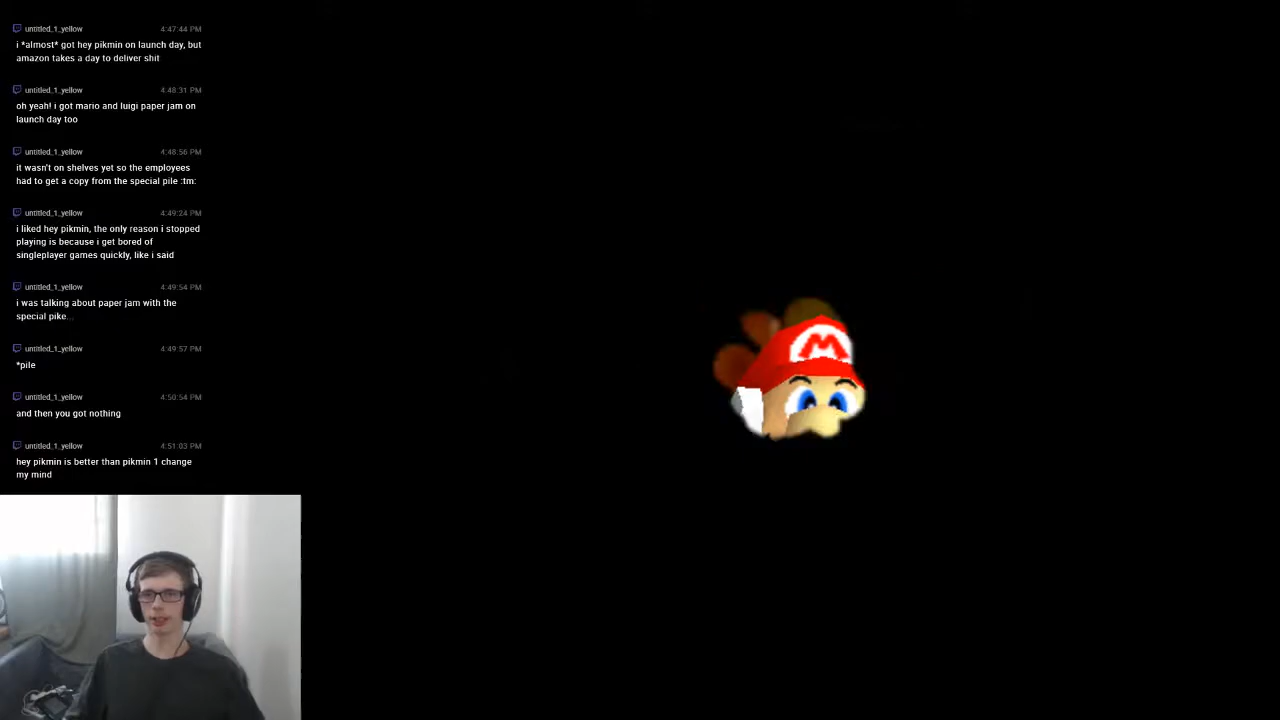 untitled_1_yellow 4:47:44 PM
i *almost* got hey pikmin on launch day, but
amazon takes a day to deliver shit
untitled_1_yellow 4:48:31 PM
oh yeah! i got mario and luigi paper jam on
launch day too
untitled_1_yellow 4:48:56 PM
it wasn't on shelves yet so the employees
had to get a copy from the special pile :tm:
untitled_1_yellow 4:49:24 PM
i liked hey pikmin, the only reason i stopped
playing is because i get bored of
singleplayer games quickly, like i said
untitled_1_yellow 4:49:54 PM
i was talking about paper jam with the
special pike...
untitled_1_yellow 4:49:57 PM
*pile
untitled_1_yellow 4:50:54 PM
and then you got nothing
untitled_1_yellow 4:51:03 PM
hey pikmin is better than pikmin 1 change
my mind
M